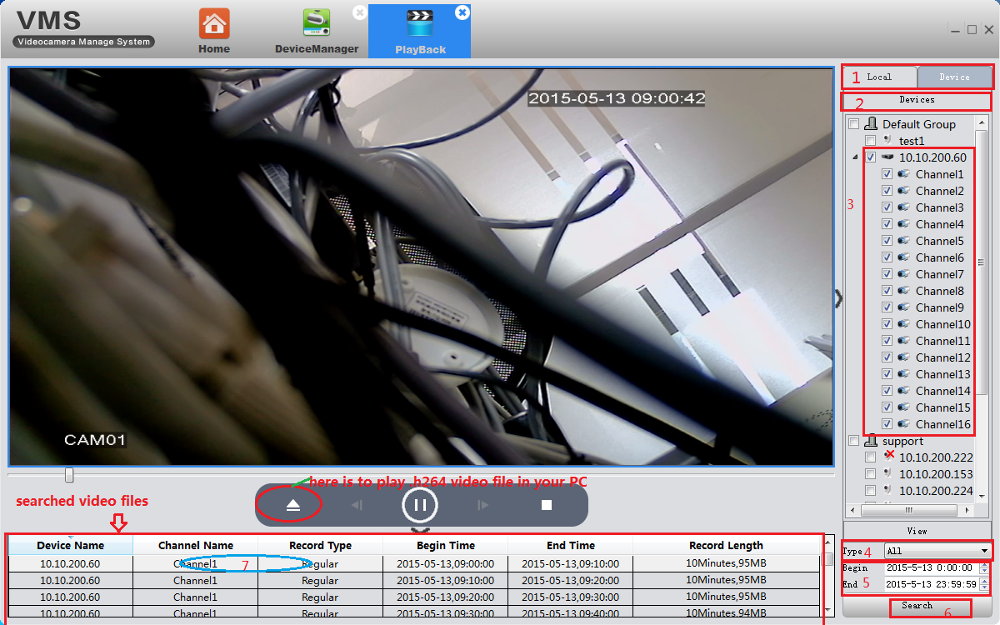 VMS
Videocamera Manage System
Home
DeviceManager
PlayBack
2015-05-13 09:00:42
CAM01
1 Local
Device
2 Devices
Default Group
test1
10.10.200.60
Channel1
Channel2
3 Channel3
Channel4
Channel5
Channel6
Channel7
Channel8
Channel9
Channel10
Channel11
Channel12
Channel13
Channel14
Channel15
Channel16
support
10.10.200.222
10.10.200.153
10.10.200.224
View
Type 4 All
Begin 2015-5-13 0:00:00
End 5 2015-5-13 23:59:59
Search 6
here is to play .h264 video file in your PC
searched video files
Device Name Channel Name Record Type Begin Time End Time Record Length
10.10.200.60 Channel1 7 Regular 2015-05-13,09:00:00 2015-05-13,09:10:00 10Minutes,95MB
10.10.200.60 Channel1 Regular 2015-05-13,09:10:00 2015-05-13,09:20:00 10Minutes,95MB
10.10.200.60 Channel1 Regular 2015-05-13,09:20:00 2015-05-13,09:30:00 10Minutes,95MB
10.10.200.60 Channel1 Regular 2015-05-13,09:30:00 2015-05-13,09:40:00 10Minutes,94MB